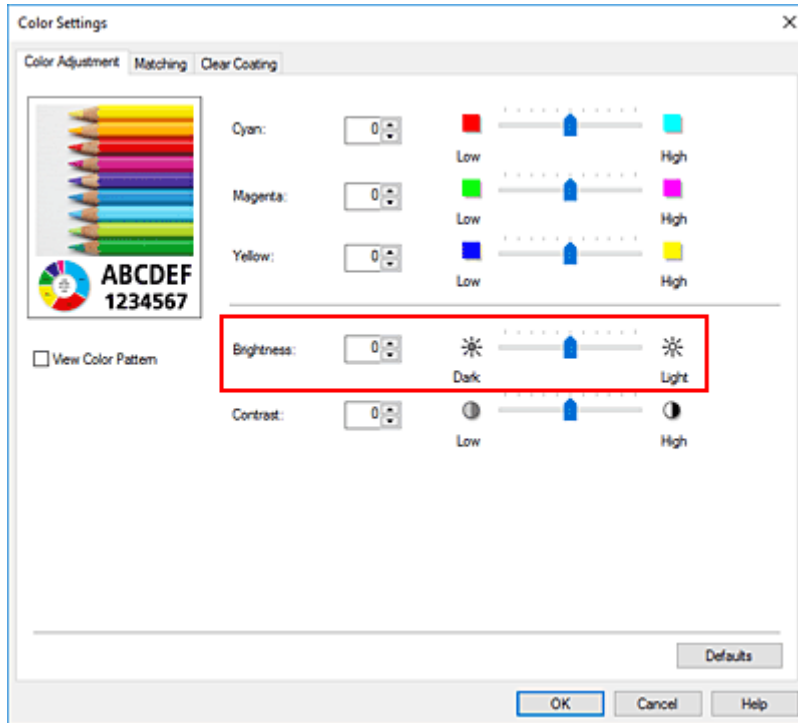 Color Settings
Color Adjustment Matching Clear Coating
Cyan: 0
Low High
Magenta: 0
Low High
Yellow: 0
Low High
ABCDEF
1234567
View Color Pattern
Brightness: 0
Dark Light
Contrast: 0
Low High
Defaults
OK Cancel Help